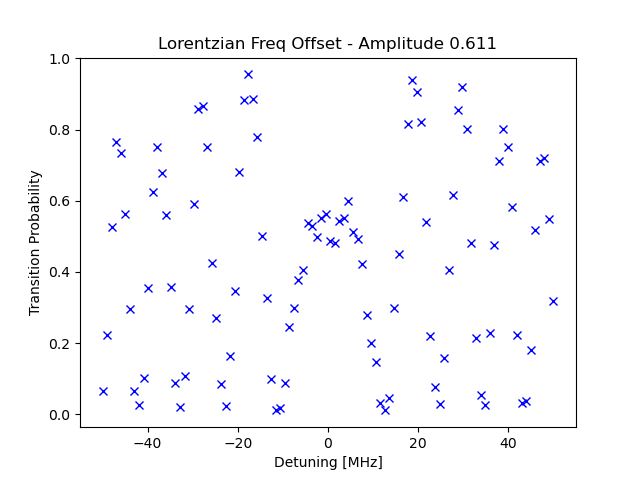 Lorentzian Freq Offset - Amplitude 0.611
Transition Probability
1.0
0.8
0.6
0.4
0.2
0.0
−40 −20 0 20 40
Detuning [MHz]